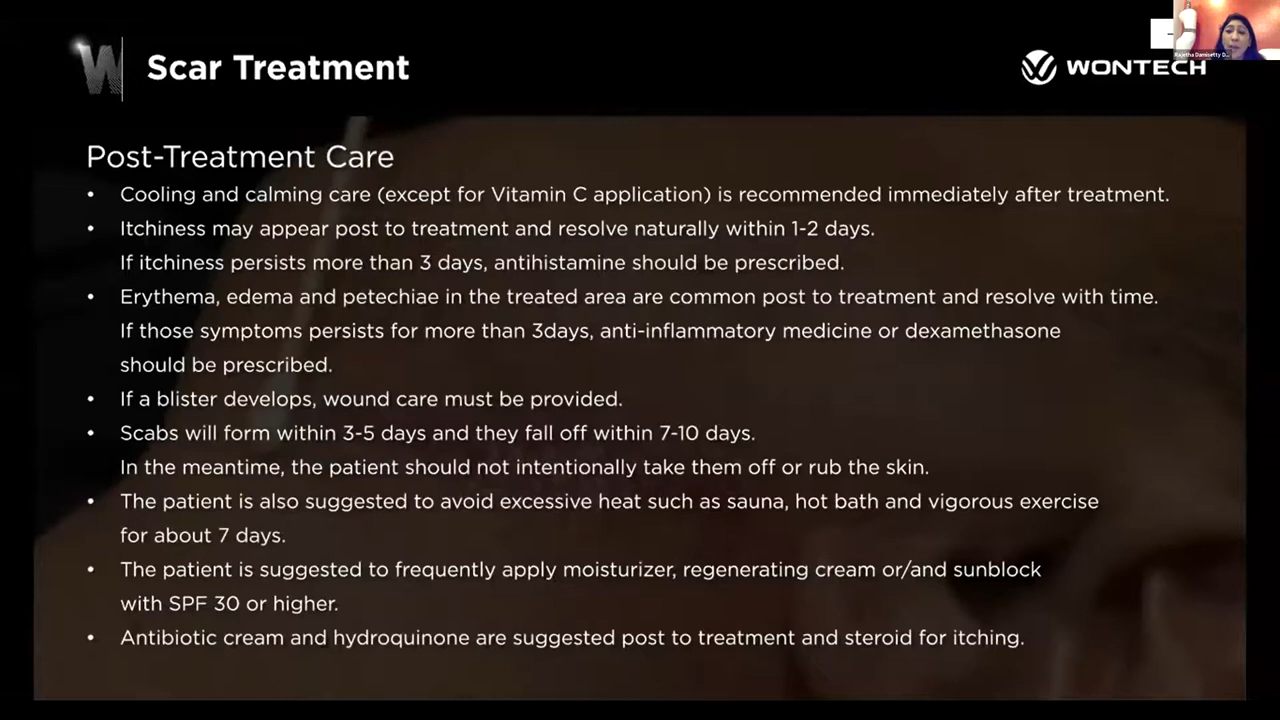 W
Scar Treatment
WONTECH
Rajetha Damisetty D...
Post-Treatment Care
• Cooling and calming care (except for Vitamin C application) is recommended immediately after treatment.
• Itchiness may appear post to treatment and resolve naturally within 1-2 days.
If itchiness persists more than 3 days, antihistamine should be prescribed.
• Erythema, edema and petechiae in the treated area are common post to treatment and resolve with time.
If those symptoms persists for more than 3days, anti-inflammatory medicine or dexamethasone
should be prescribed.
• If a blister develops, wound care must be provided.
• Scabs will form within 3-5 days and they fall off within 7-10 days.
In the meantime, the patient should not intentionally take them off or rub the skin.
• The patient is also suggested to avoid excessive heat such as sauna, hot bath and vigorous exercise
for about 7 days.
• The patient is suggested to frequently apply moisturizer, regenerating cream or/and sunblock
with SPF 30 or higher.
• Antibiotic cream and hydroquinone are suggested post to treatment and steroid for itching.